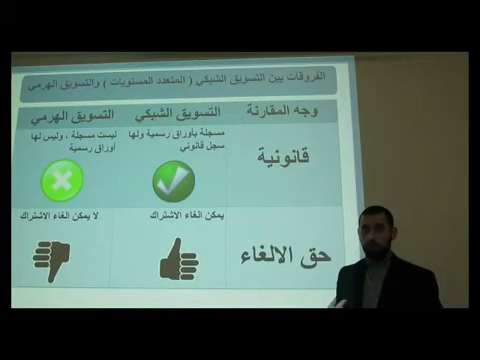 الفروقات بين التسويق الشبكي ( المتعدد المستويات ) والتسويق الهرمي
وجه المقارنة
التسويق الشبكي
التسويق الهرمي
قانونية
مسجلة بأوراق رسمية ولها
سجل قانوني
ليست مسجلة ، وليس لها
أوراق رسمية
حق الالغاء
يمكن الغاء الاشتراك
لا يمكن الغاء الاشتراك